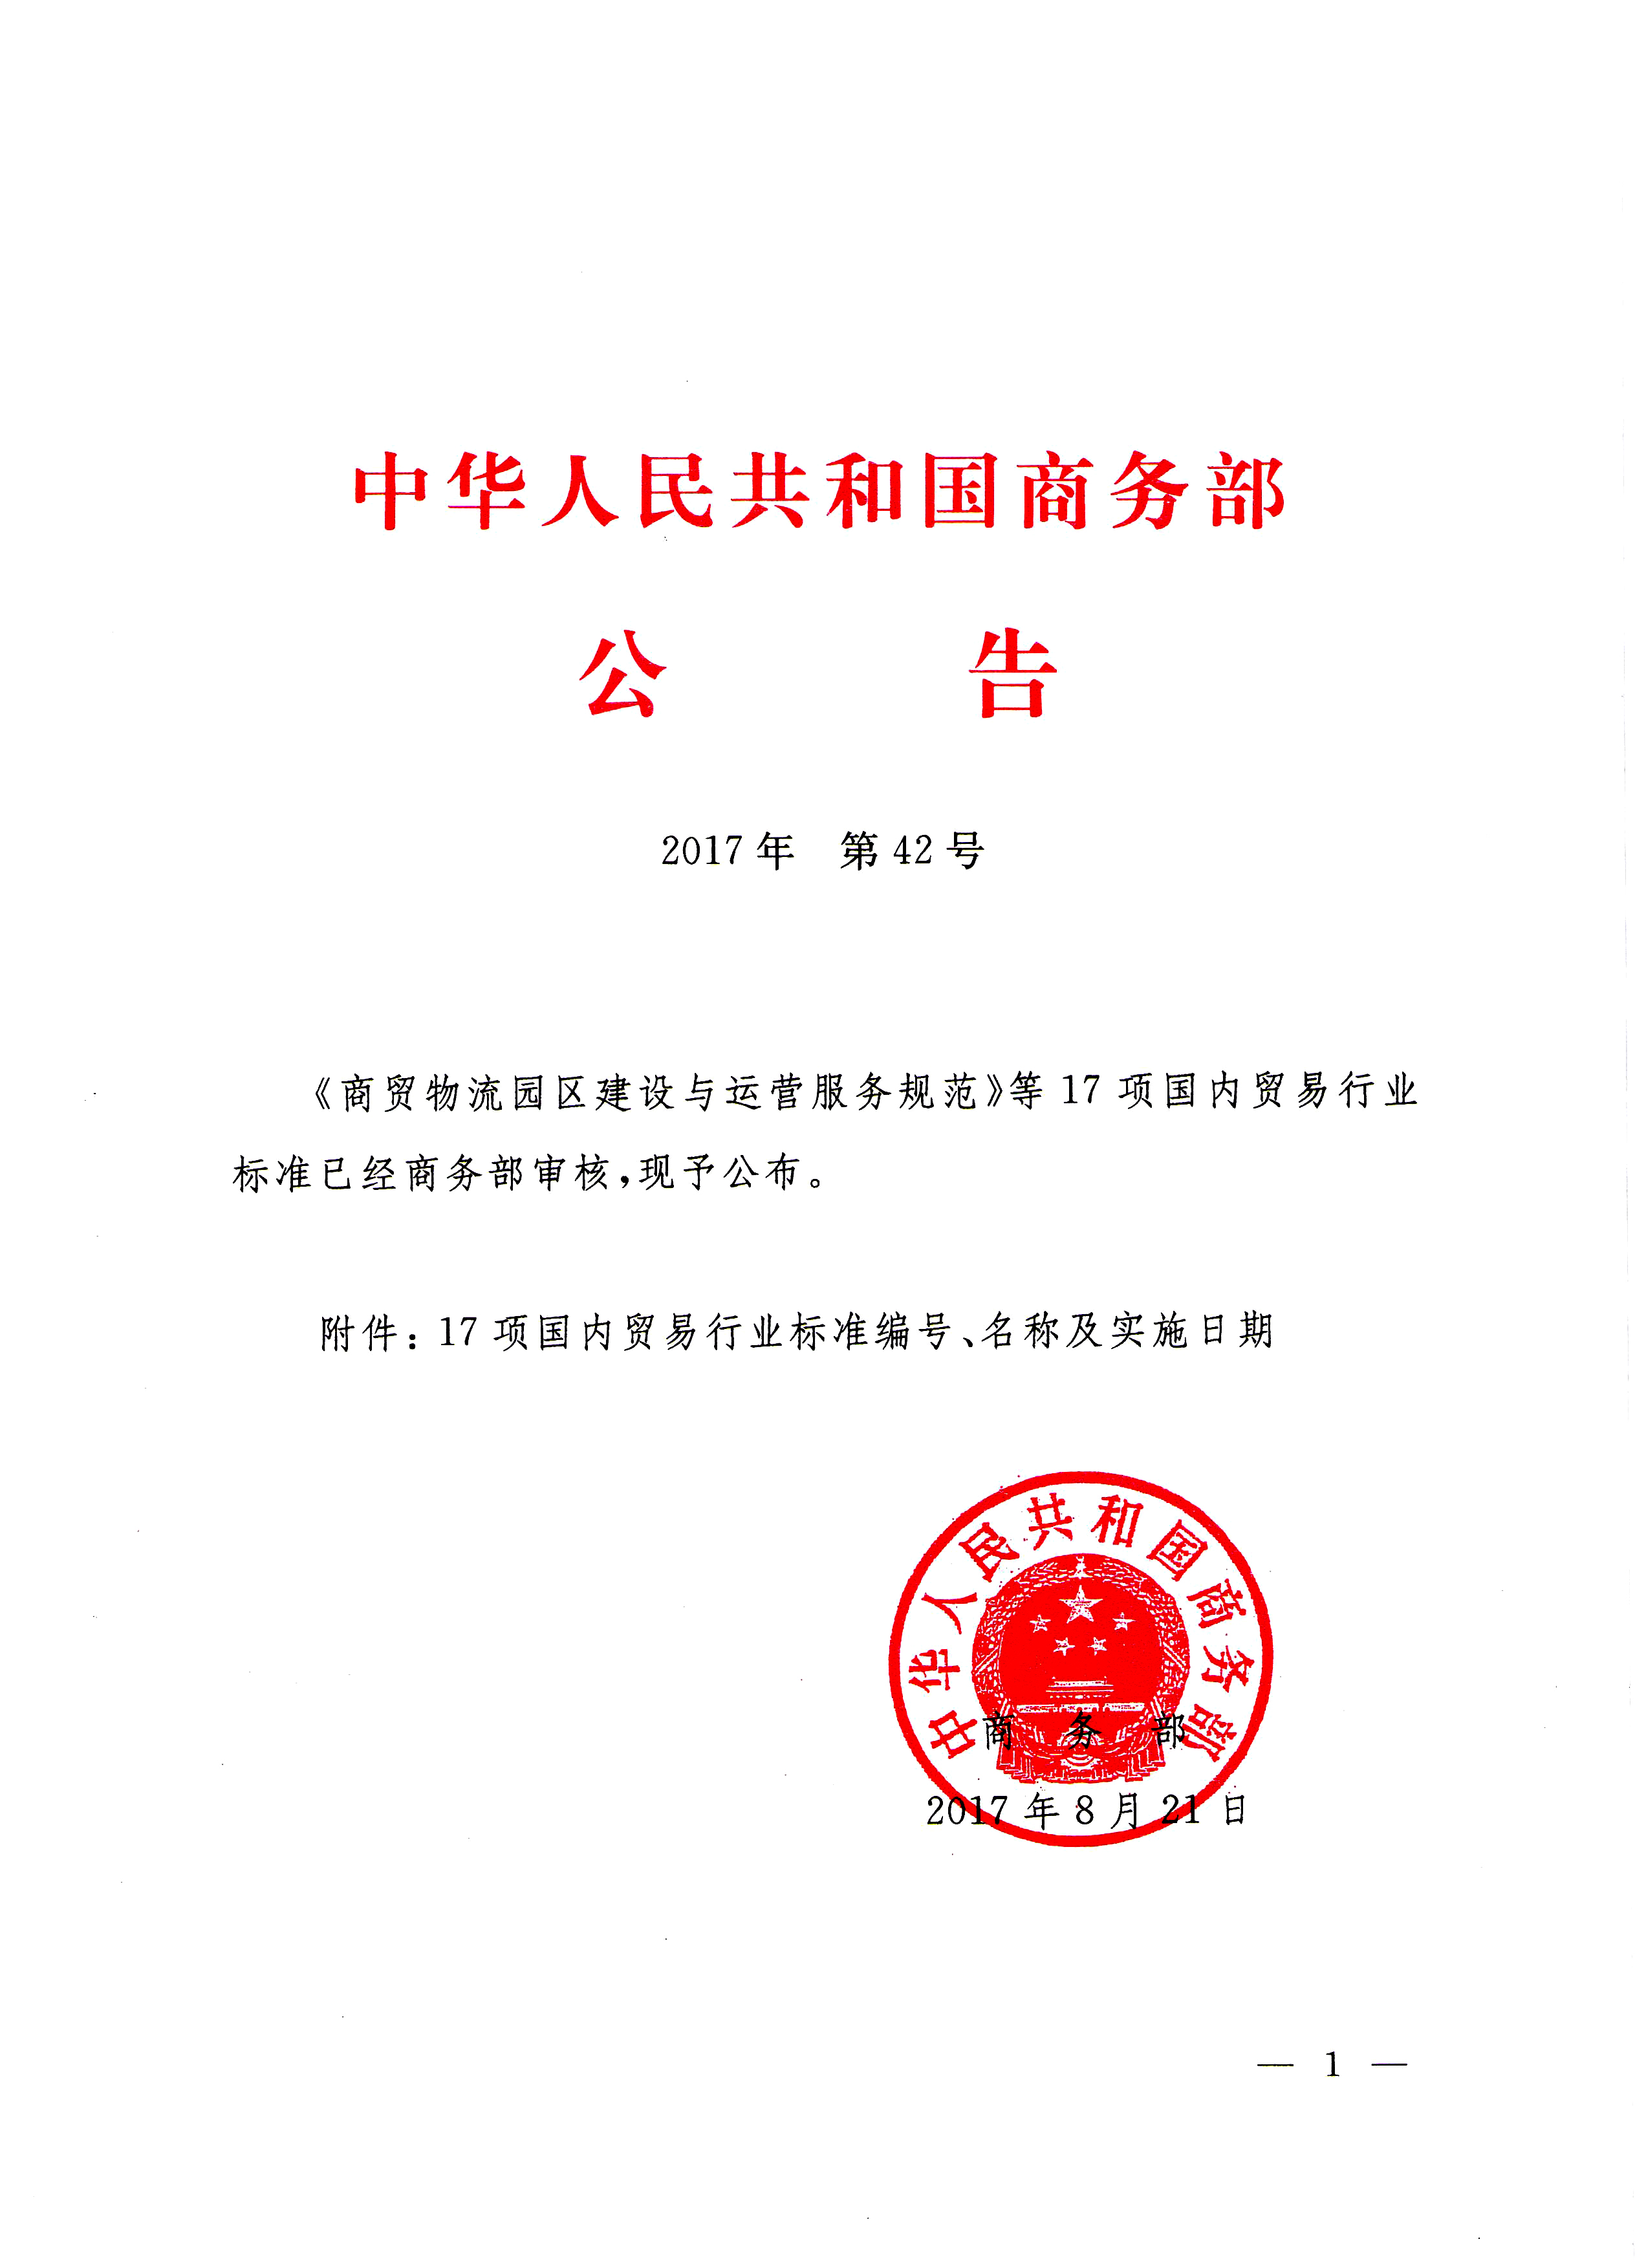 中华人民共和国商务部
公 告
2017年 第42号
《商贸物流园区建设与运营服务规范》等17项国内贸易行业
标准已经商务部审核,现予公布。
附件:17项国内贸易行业标准编号、名称及实施日期
中华人民共和国商务部
商 务 部
2017年8月21日
— 1 —